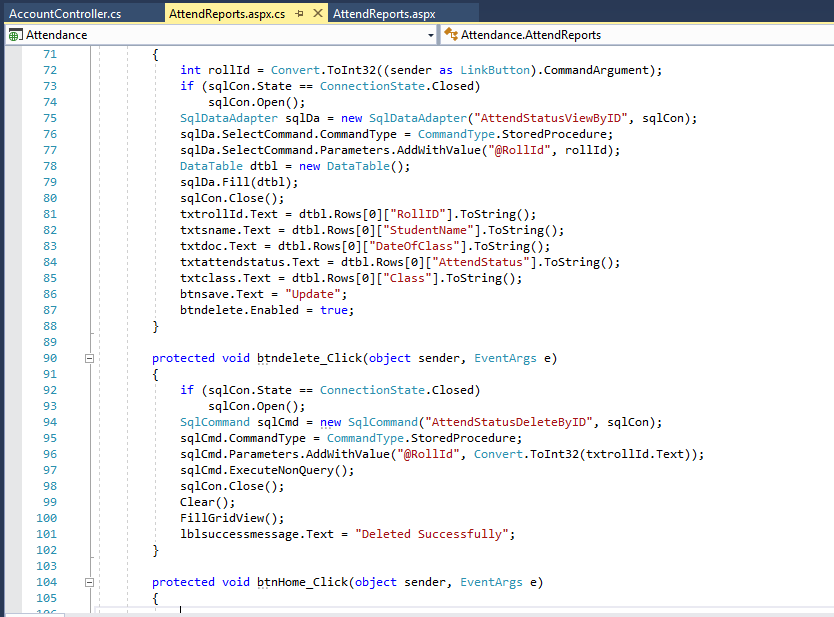 AccountController.cs AttendReports.aspx.cs AttendReports.aspx
Attendance Attendance.AttendReports
71 {
72 int rollId = Convert.ToInt32((sender as LinkButton).CommandArgument);
73 if (sqlCon.State == ConnectionState.Closed)
74 sqlCon.Open();
75 SqlDataAdapter sqlDa = new SqlDataAdapter("AttendStatusViewByID", sqlCon);
76 sqlDa.SelectCommand.CommandType = CommandType.StoredProcedure;
77 sqlDa.SelectCommand.Parameters.AddWithValue("@RollId", rollId);
78 DataTable dtbl = new DataTable();
79 sqlDa.Fill(dtbl);
80 sqlCon.Close();
81 txtrollId.Text = dtbl.Rows[0]["RollID"].ToString();
82 txtsname.Text = dtbl.Rows[0]["StudentName"].ToString();
83 txtdoc.Text = dtbl.Rows[0]["DateOfClass"].ToString();
84 txtattendstatus.Text = dtbl.Rows[0]["AttendStatus"].ToString();
85 txtclass.Text = dtbl.Rows[0]["Class"].ToString();
86 btnsave.Text = "Update";
87 btndelete.Enabled = true;
88 }
89
90 protected void btndelete_Click(object sender, EventArgs e)
91 {
92 if (sqlCon.State == ConnectionState.Closed)
93 sqlCon.Open();
94 SqlCommand sqlCmd = new SqlCommand("AttendStatusDeleteByID", sqlCon);
95 sqlCmd.CommandType = CommandType.StoredProcedure;
96 sqlCmd.Parameters.AddWithValue("@RollId", Convert.ToInt32(txtrollId.Text));
97 sqlCmd.ExecuteNonQuery();
98 sqlCon.Close();
99 Clear();
100 FillGridView();
101 lblsuccessmessage.Text = "Deleted Successfully";
102 }
103
104 protected void btnHome_Click(object sender, EventArgs e)
105 {
106